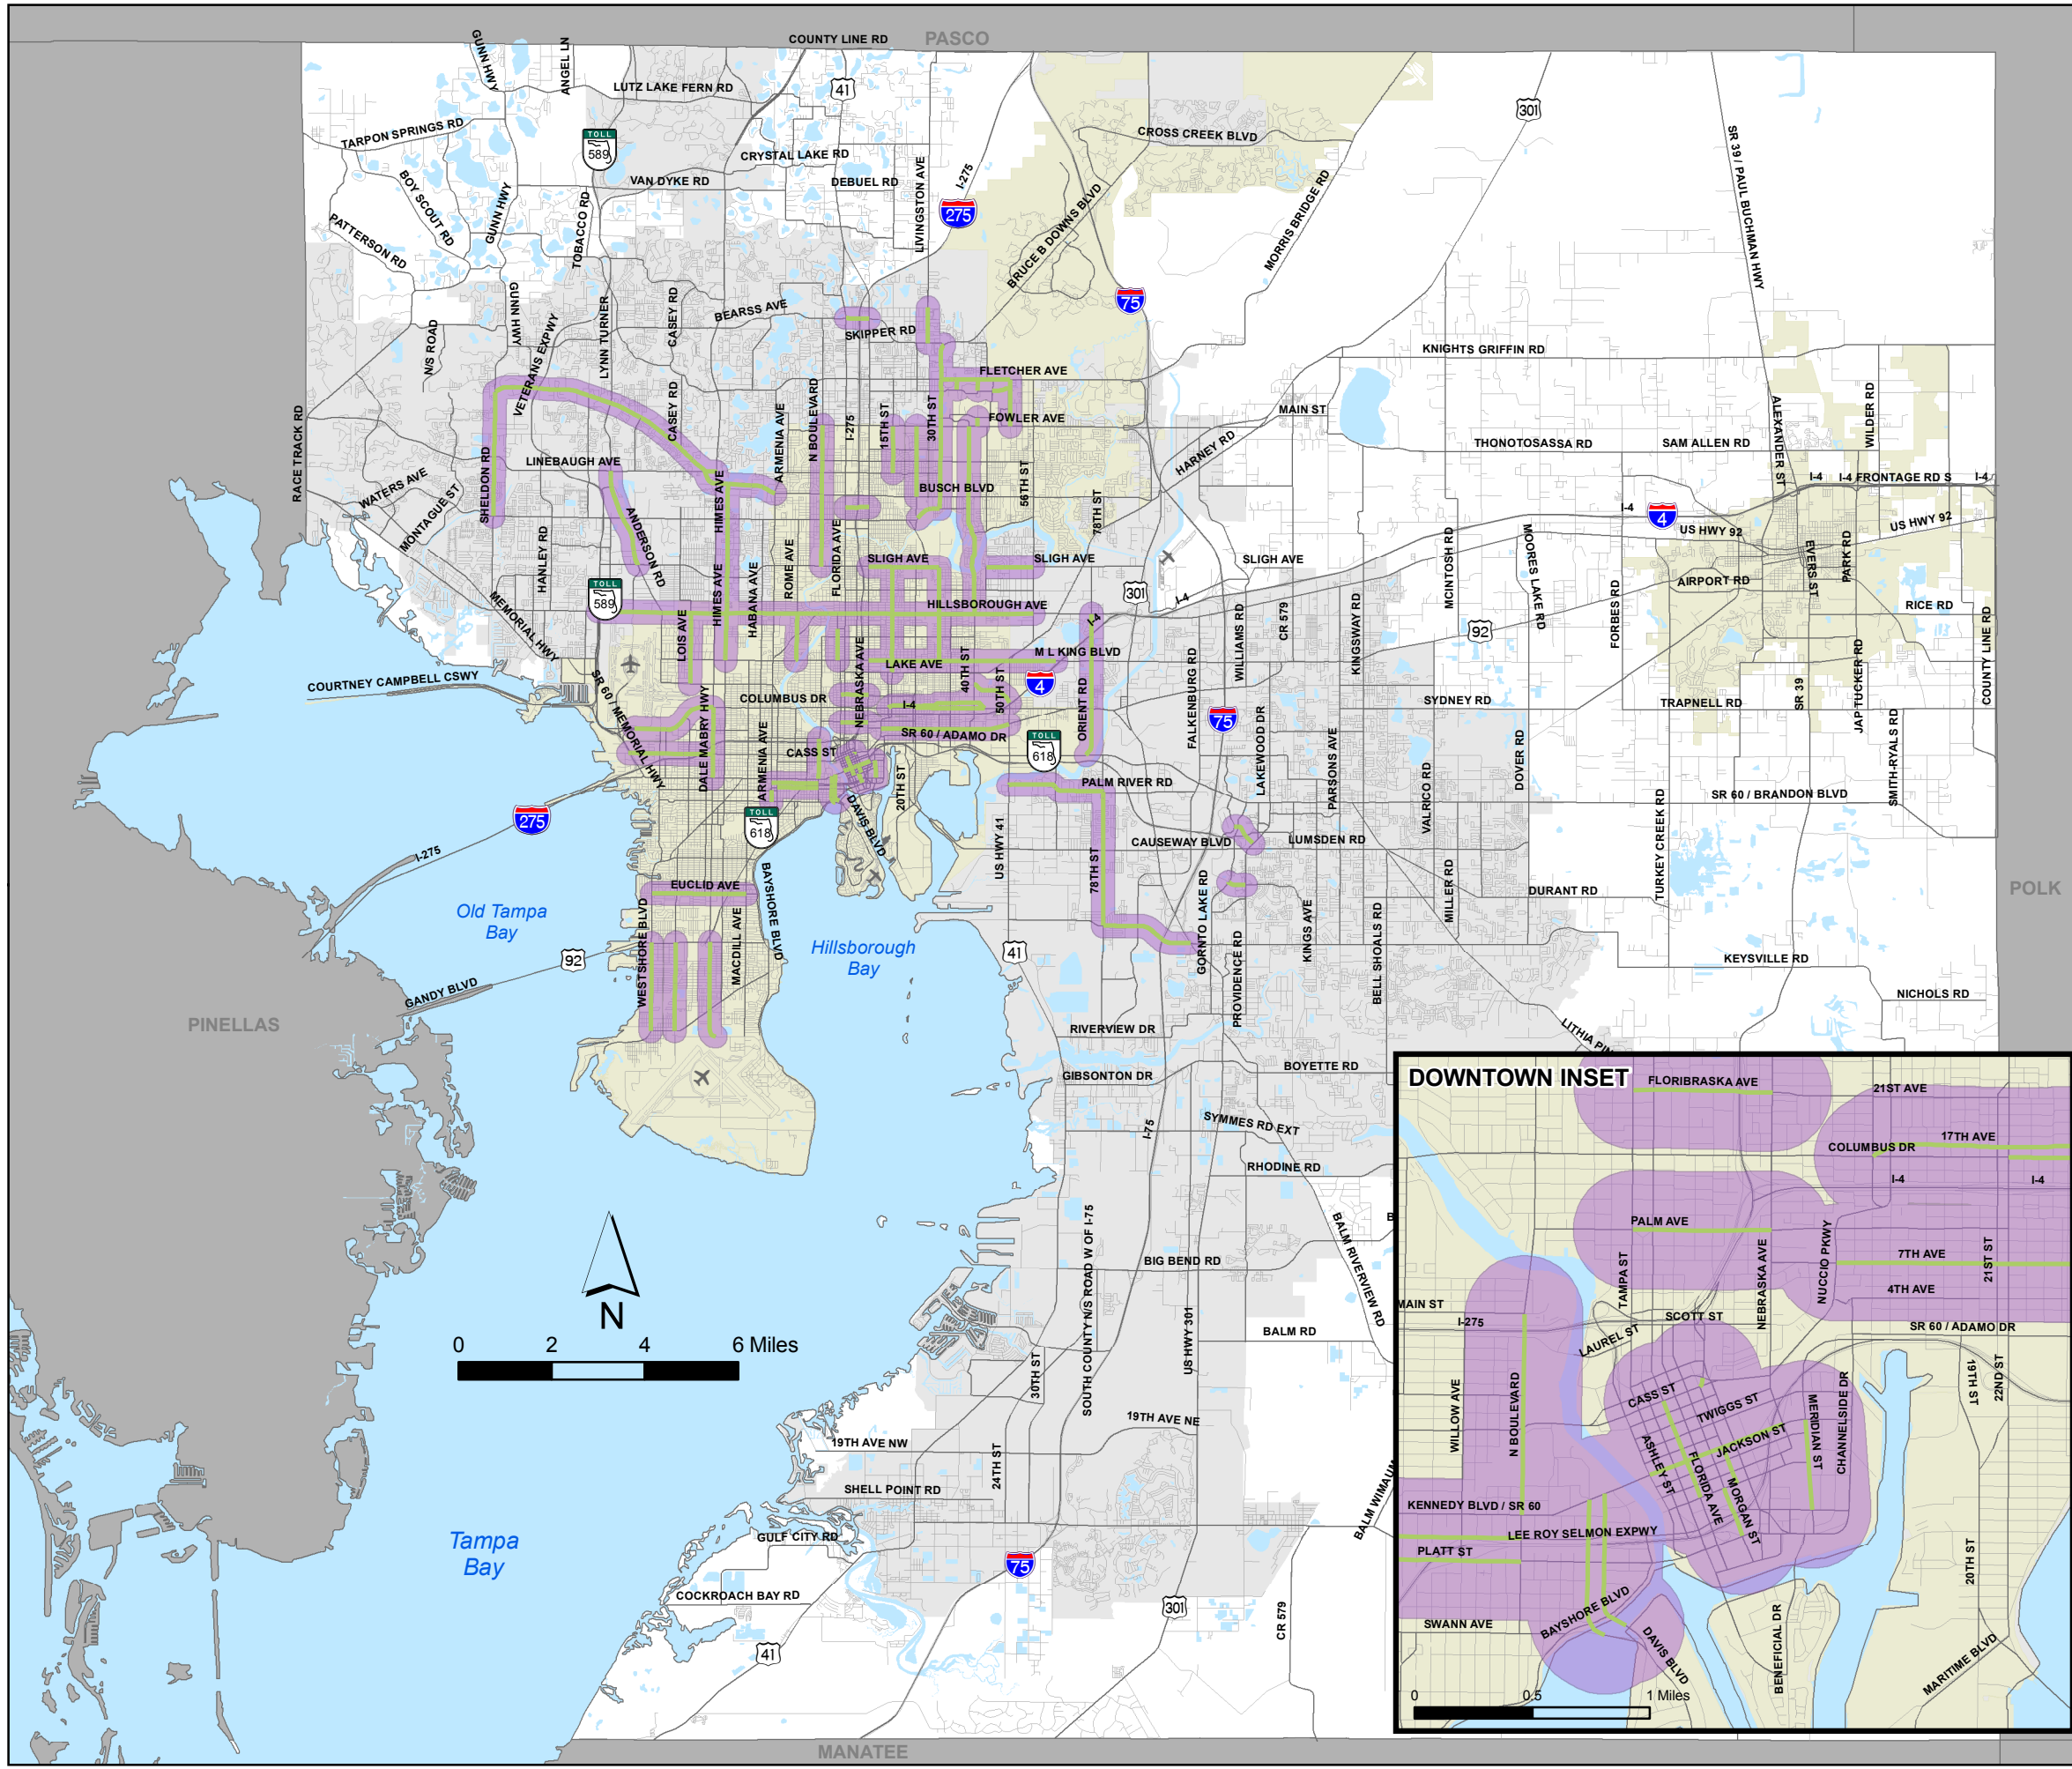 PASCO
COUNTY LINE RD
GUNN HWY
ANGEL LN
LUTZ LAKE FERN RD
41
301
TARPON SPRINGS RD
TOLL
589
CRYSTAL LAKE RD
CROSS CREEK BLVD
SR 39 / PAUL BUCHMAN HWY
BOY SCOUT RD
VAN DYKE RD
DEBUEL RD
LIVINGSTON AVE
I-275
275
GUNN HWY
TOBACCO RD
PATTERSON RD
BRUCE B DOWNS BLVD
MORRIS BRIDGE RD
75
N/S ROAD
GUNN HWY
VETERANS EXPWY
LYNN TURNER
CASEY RD
BEARSS AVE
SKIPPER RD
KNIGHTS GRIFFIN RD
FLETCHER AVE
RACE TRACK RD
CASEY RD
ARMENIA AVE
N BOULEVARD
I-275
15TH ST
30TH ST
FOWLER AVE
MAIN ST
HARNEY RD
THONOTOSASSA RD
SAM ALLEN RD
ALEXANDER ST
WILDER RD
WATERS AVE
MONTAGUE ST
SHELDON RD
LINEBAUGH AVE
HIMES AVE
BUSCH BLVD
56TH ST
78TH ST
I-4
I-4 FRONTAGE RD S
I-4
I-4
4
US HWY 92
US HWY 92
HANLEY RD
ANDERSON RD
ROME AVE
FLORIDA AVE
SLIGH AVE
SLIGH AVE
SLIGH AVE
MCINTOSH RD
MOORES LAKE RD
EVERS ST
PARK RD
AIRPORT RD
TOLL
589
HIMES AVE
HABANA AVE
HILLSBOROUGH AVE
301
I-4
MEMORIAL HWY
LOIS AVE
I-4
WILLIAMS RD
CR 579
KINGSWAY RD
92
FORBES RD
RICE RD
COUNTY LINE RD
COURTNEY CAMPBELL CSWY
SR 60 / MEMORIAL HWY
NEBRASKA AVE
LAKE AVE
40TH ST
M L KING BLVD
4
50TH ST
ORIENT RD
FALKENBURG RD
75
SYDNEY RD
TRAPNELL RD
SR 39
JAP TUCKER RD
SMITH-RYALS RD
COLUMBUS DR
I-4
SR 60 / ADAMO DR
DALE MABRY HWY
ARMENIA AVE
CASS ST
TOLL
618
LAKEWOOD DR
PARSONS AVE
VALRICO RD
DOVER RD
20TH ST
PALM RIVER RD
SR 60 / BRANDON BLVD
TURKEY CREEK RD
275
I-275
TOLL
618
DAVIS BLVD
US HWY 41
78TH ST
CAUSEWAY BLVD
LUMSDEN RD
MILLER RD
DURANT RD
POLK
EUCLID AVE
BAYSHORE BLVD
Old Tampa
Bay
WESTSHORE BLVD
MACDILL AVE
Hillsborough
Bay
GORNTO LAKE RD
PROVIDENCE RD
KINGS AVE
BELL SHOALS RD
92
GANDY BLVD
41
KEYSVILLE RD
NICHOLS RD
PINELLAS
RIVERVIEW DR
LITHIA PIN
GIBSONTON DR
BOYETTE RD
I-75
SYMMES RD EXT
RHODINE RD
SOUTH COUNTY N/S ROAD W OF I-75
BALM RIVERVIEW RD
B
BIG BEND RD
N
US HWY 301
BALM RD
0 2 4 6 Miles
30TH ST
19TH AVE NE
19TH AVE NW
24TH ST
SHELL POINT RD
BALM WIMAUM
Tampa
Bay
GULF CITY RD
75
COCKROACH BAY RD
301
CR 579
41
MANATEE
DOWNTOWN INSET
FLORIBRASKA AVE
21ST AVE
17TH AVE
COLUMBUS DR
I-4
I-4
PALM AVE
TAMPA ST
NEBRASKA AVE
NUCCIO PKWY
7TH AVE
21ST ST
4TH AVE
MAIN ST
I-275
SCOTT ST
LAUREL ST
SR 60 / ADAMO DR
WILLOW AVE
N BOULEVARD
CASS ST
TWIGGS ST
JACKSON ST
MERIDIAN ST
CHANNELSIDE DR
19TH ST
22ND ST
ASHLEY ST
FLORIDA AVE
MORGAN ST
KENNEDY BLVD / SR 60
LEE ROY SELMON EXPWY
PLATT ST
20TH ST
SWANN AVE
BAYSHORE BLVD
DAVIS BLVD
BENEFICIAL DR
MARITIME BLVD
0 0.5 1 Miles